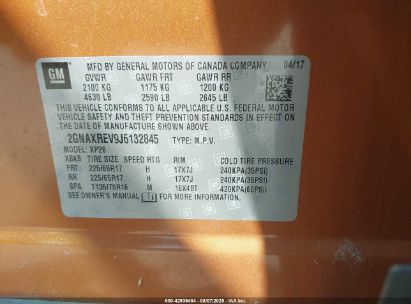 GM
MFD BY GENERAL MOTORS OF CANADA COMPANY 04/17
GVWR GAWR FRT GAWR RR
2100 KG 1175 KG 1200 KG
4630 LB 2590 LB 2645 LB
THIS VEHICLE CONFORMS TO ALL APPLICABLE U.S. FEDERAL MOTOR
VEHICLE SAFETY AND THEFT PREVENTION STANDARDS IN EFFECT ON
THE DATE OF MANUFACTURE SHOWN ABOVE.
2GNAXREV9J6132845 TYPE: M.P.V.
MODEL: XP26
XBKB TIRE SIZE SPEED RTG RIM COLD TIRE PRESSURE
FRT 225/65R17 H 17X7J 240KPA(35PSI)
RR 225/65R17 H 17X7J 240KPA(35PSI)
SPA T135/70R16 M 16X4BT 420KPA(60PSI)
SEE OWNER'S MANUAL FOR ADDITIONAL INFORMATION.